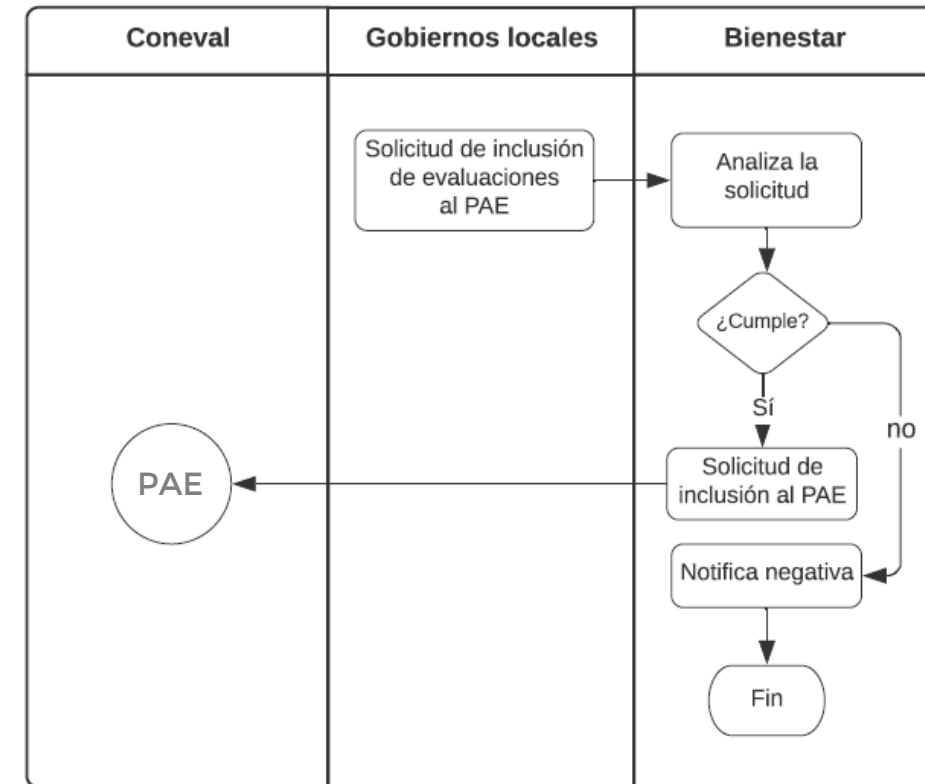 Coneval
Gobiernos locales
Bienestar
Solicitud de inclusión
de evaluaciones
al PAE
Analiza la
solicitud
¿Cumple?
Sí
no
PAE
Solicitud de
inclusión al PAE
Notifica negativa
Fin